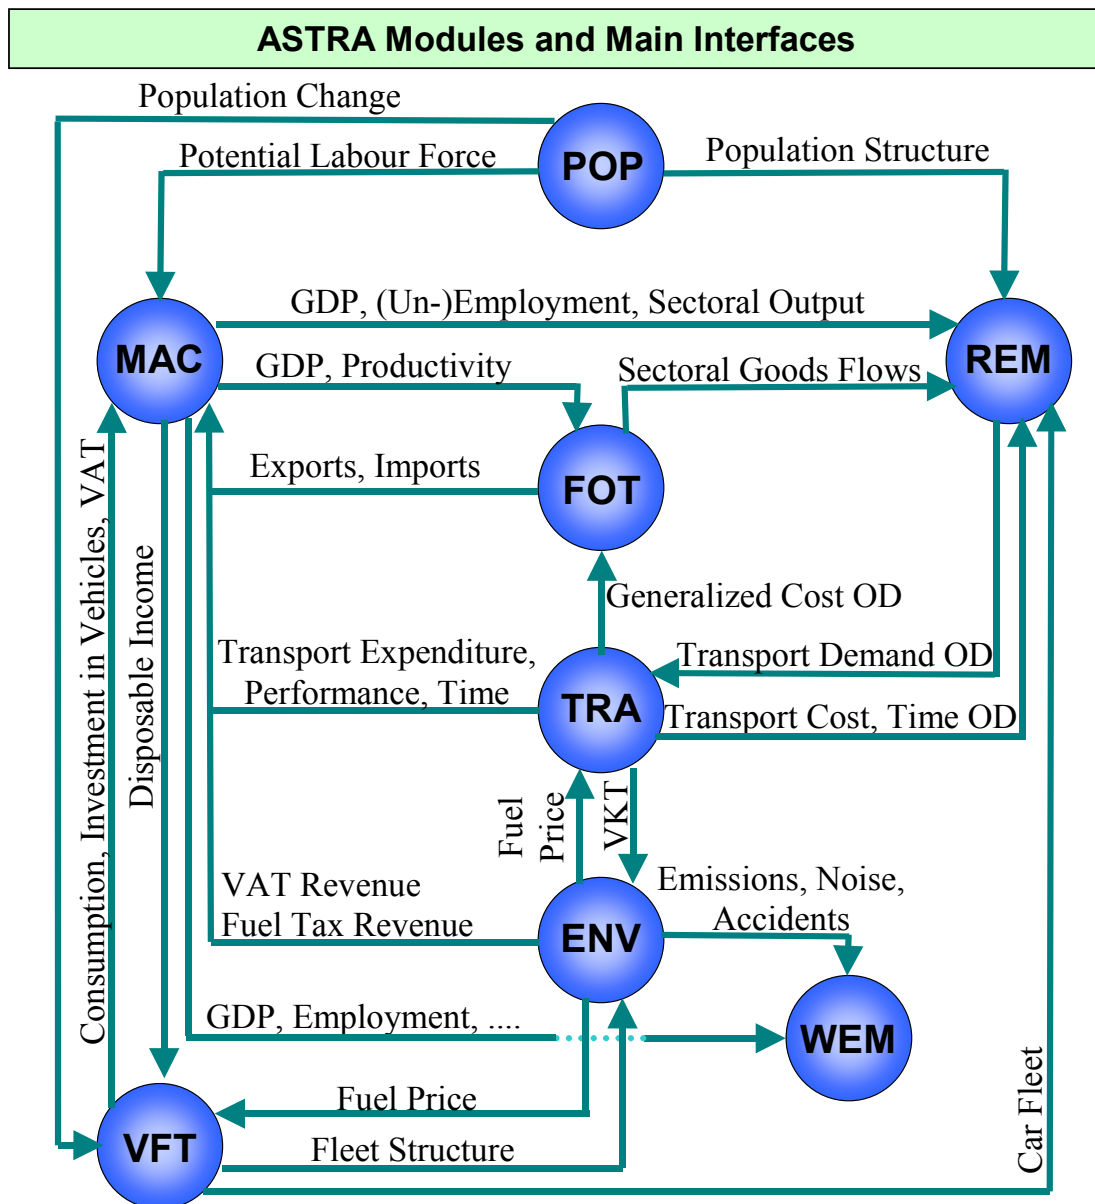 ASTRA Modules and Main Interfaces
Population Change
Potential Labour Force
POP
Population Structure
GDP, (Un-)Employment, Sectoral Output
MAC
REM
GDP, Productivity
Sectoral Goods Flows
Exports, Imports
FOT
Generalized Cost OD
Consumption, Investment in Vehicles, VAT
Disposable Income
Transport Expenditure,
Performance, Time
TRA
Transport Demand OD
Transport Cost, Time OD
Fuel
Price
VKT
VAT Revenue
Fuel Tax Revenue
ENV
Emissions, Noise,
Accidents
GDP, Employment, ....
WEM
Fuel Price
VFT
Fleet Structure
Car Fleet